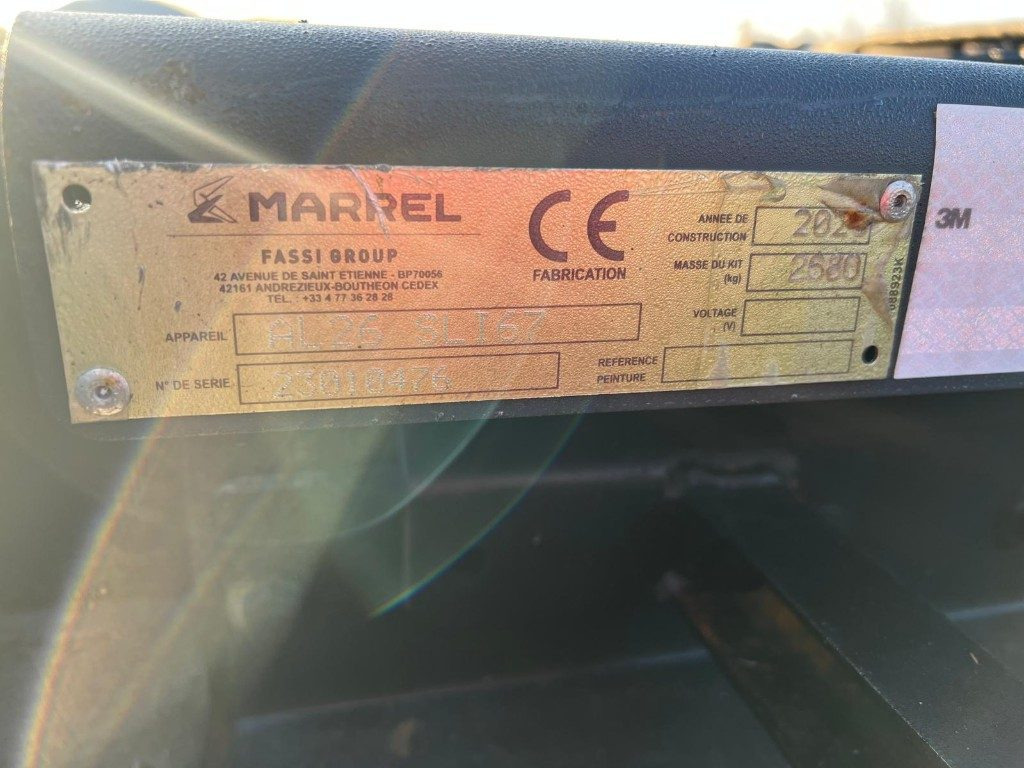 MARREL
FASSI GROUP
42 AVENUE DE SAINT ETIENNE - BP70056
42161 ANDREZIEUX-BOUTHEON CEDEX
TEL. : +33 4 77 36 28 28
CE
FABRICATION
ANNEE DE
CONSTRUCTION
MASSE DU KIT 2680
(kg)
VOLTAGE
(V)
APPAREIL AL26 SLI67
N° DE SERIE 23010476
REFERENCE
PEINTURE
088923K
3M